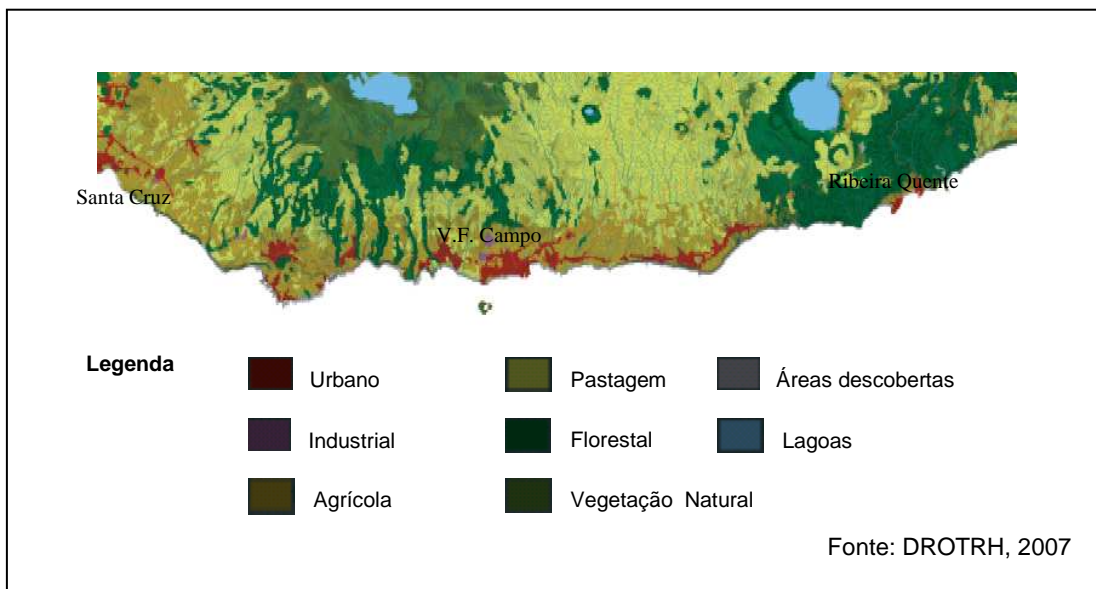 Santa Cruz
Ribeira Quente
V.F. Campo
Legenda
Urbano
Pastagem
Áreas descobertas
Industrial
Florestal
Lagoas
Agrícola
Vegetação Natural
Fonte: DROTRH, 2007